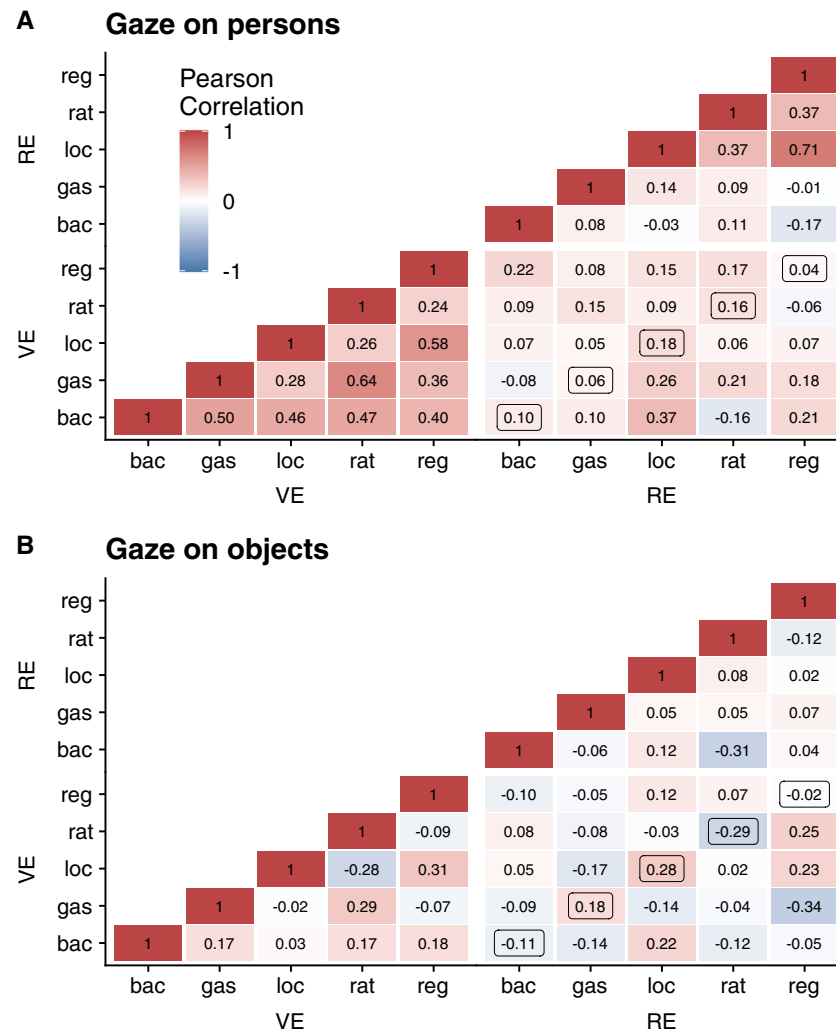 A Gaze on persons
Pearson
Correlation
1
0
-1
RE
VE
reg 1
rat 1 0.37
loc 1 0.37 0.71
gas 1 0.14 0.09 -0.01
bac 1 0.08 -0.03 0.11 -0.17
reg 1 0.22 0.08 0.15 0.17 0.04
rat 1 0.24 0.09 0.15 0.09 0.16 -0.06
loc 1 0.26 0.58 0.07 0.05 0.18 0.06 0.07
gas 1 0.28 0.64 0.36 -0.08 0.06 0.26 0.21 0.18
bac 1 0.50 0.46 0.47 0.40 0.10 0.10 0.37 -0.16 0.21
bac gas loc rat reg bac gas loc rat reg
VE RE
B Gaze on objects
RE
VE
reg 1
rat 1 -0.12
loc 1 0.08 0.02
gas 1 0.05 0.05 0.07
bac 1 -0.06 0.12 -0.31 0.04
reg 1 -0.10 -0.05 0.12 0.07 -0.02
rat 1 -0.09 0.08 -0.08 -0.03 -0.29 0.25
loc 1 -0.28 0.31 0.05 -0.17 0.28 0.02 0.23
gas 1 -0.02 0.29 -0.07 -0.09 0.18 -0.14 -0.04 -0.34
bac 1 0.17 0.03 0.17 0.18 -0.11 -0.14 0.22 -0.12 -0.05
bac gas loc rat reg bac gas loc rat reg
VE RE